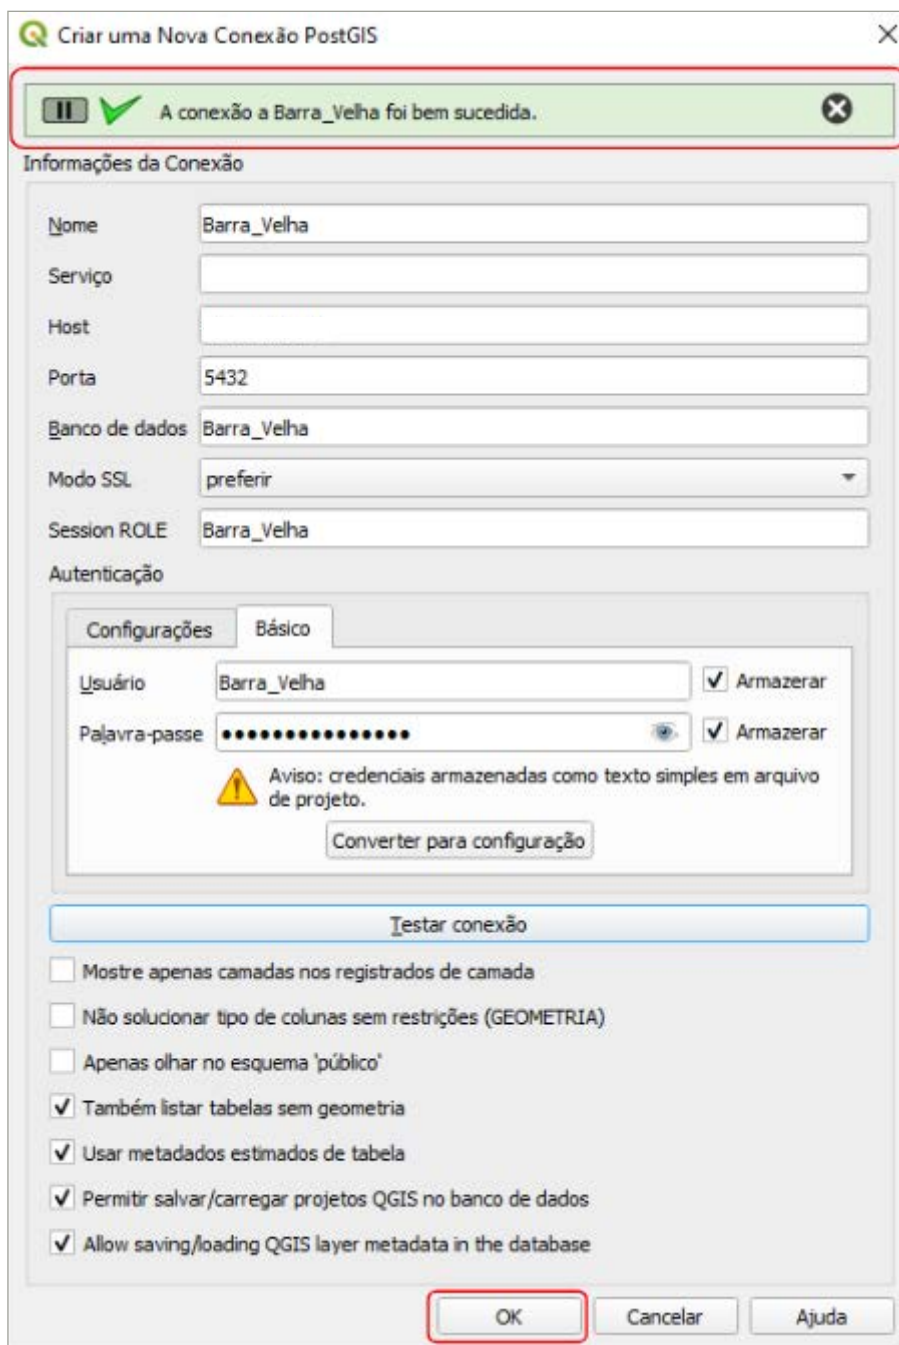 Criar uma Nova Conexão PostGIS
A conexão a Barra_Velha foi bem sucedida.
Informações da Conexão
Nome Barra_Velha
Serviço
Host
Porta 5432
Banco de dados Barra_Velha
Modo SSL preferir
Session ROLE Barra_Velha
Autenticação
Configurações Básico
Usuário Barra_Velha Armazerar
Palavra-passe ●●●●●●●●●●●●●●● Armazerar
Aviso: credenciais armazenadas como texto simples em arquivo
de projeto.
Converter para configuração
Testar conexão
Mostre apenas camadas nos registrados de camada
Não solucionar tipo de colunas sem restrições (GEOMETRIA)
Apenas olhar no esquema 'público'
Também listar tabelas sem geometria
Usar metadados estimados de tabela
Permitir salvar/carregar projetos QGIS no banco de dados
Allow saving/loading QGIS layer metadata in the database
OK Cancelar Ajuda